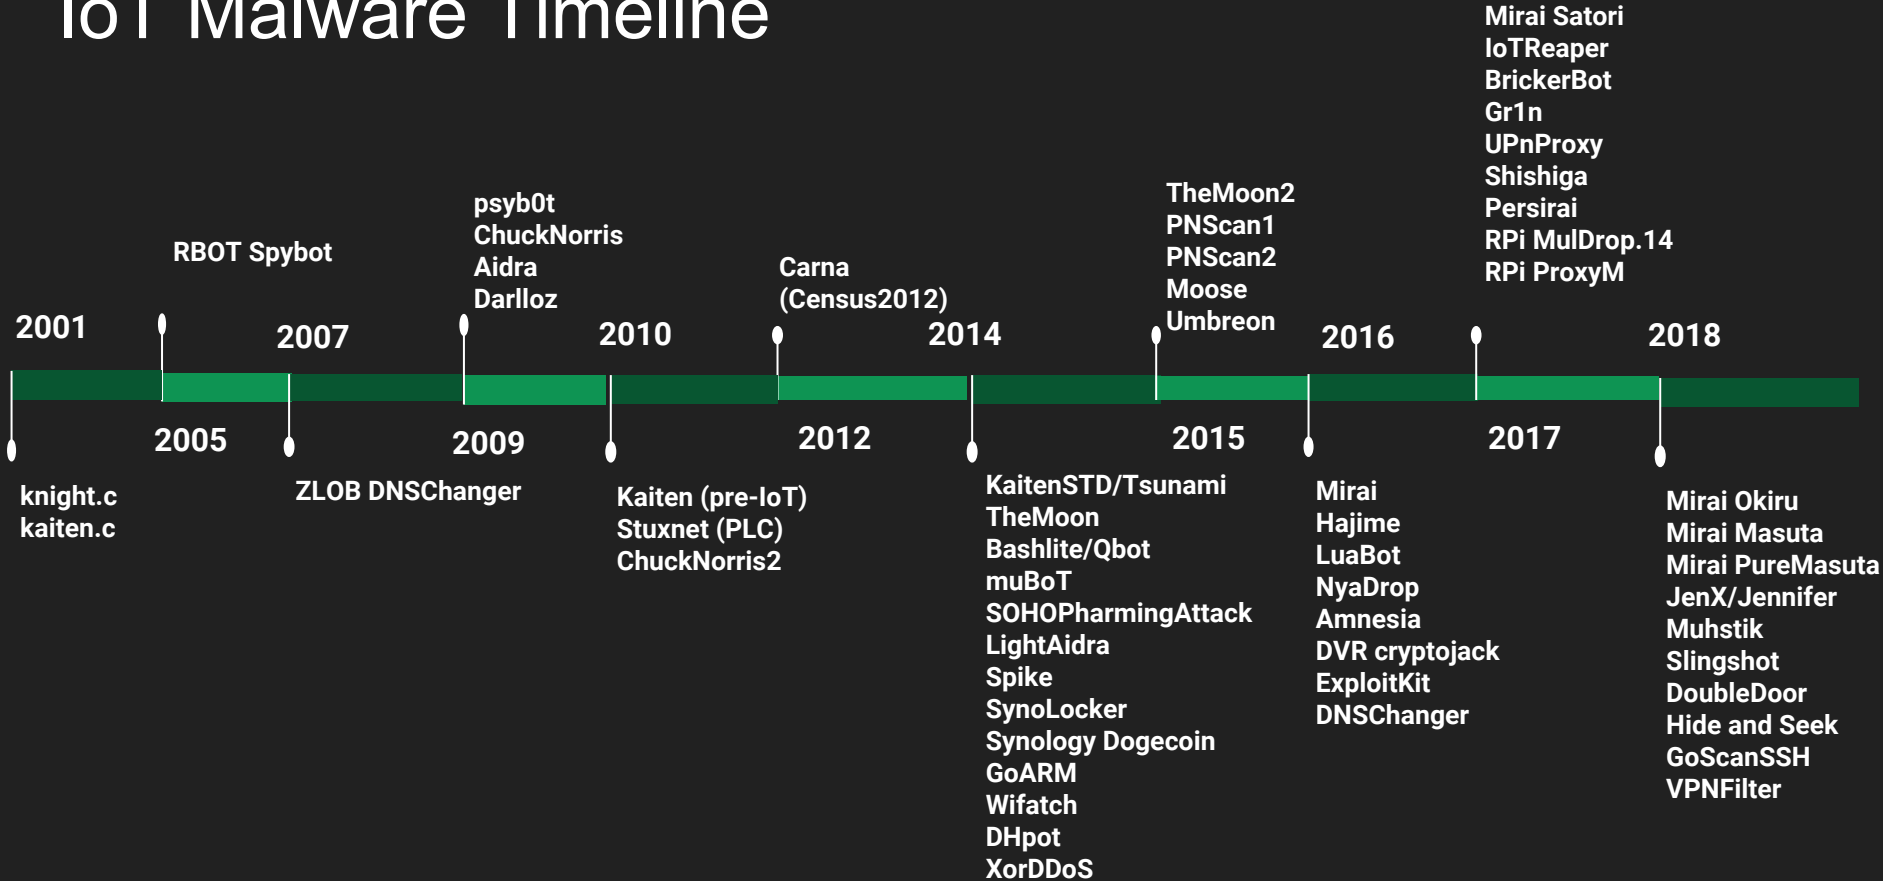 IoT Malware Timeline
2001
knight.c
kaiten.c
RBOT Spybot
2005
2007
ZLOB DNSChanger
psyb0t
ChuckNorris
Aidra
Darlloz
2009
2010
Kaiten (pre-IoT)
Stuxnet (PLC)
ChuckNorris2
Carna
(Census2012)
2012
2014
KaitenSTD/Tsunami
TheMoon
Bashlite/Qbot
muBoT
SOHOPharmingAttack
LightAidra
Spike
SynoLocker
Synology Dogecoin
GoARM
Wifatch
DHpot
XorDDoS
TheMoon2
PNScan1
PNScan2
Moose
Umbreon
2015
2016
Mirai
Hajime
LuaBot
NyaDrop
Amnesia
DVR cryptojack
ExploitKit
DNSChanger
Mirai Satori
IoTReaper
BrickerBot
Gr1n
UPnProxy
Shishiga
Persirai
RPi MulDrop.14
RPi ProxyM
2017
2018
Mirai Okiru
Mirai Masuta
Mirai PureMasuta
JenX/Jennifer
Muhstik
Slingshot
DoubleDoor
Hide and Seek
GoScanSSH
VPNFilter